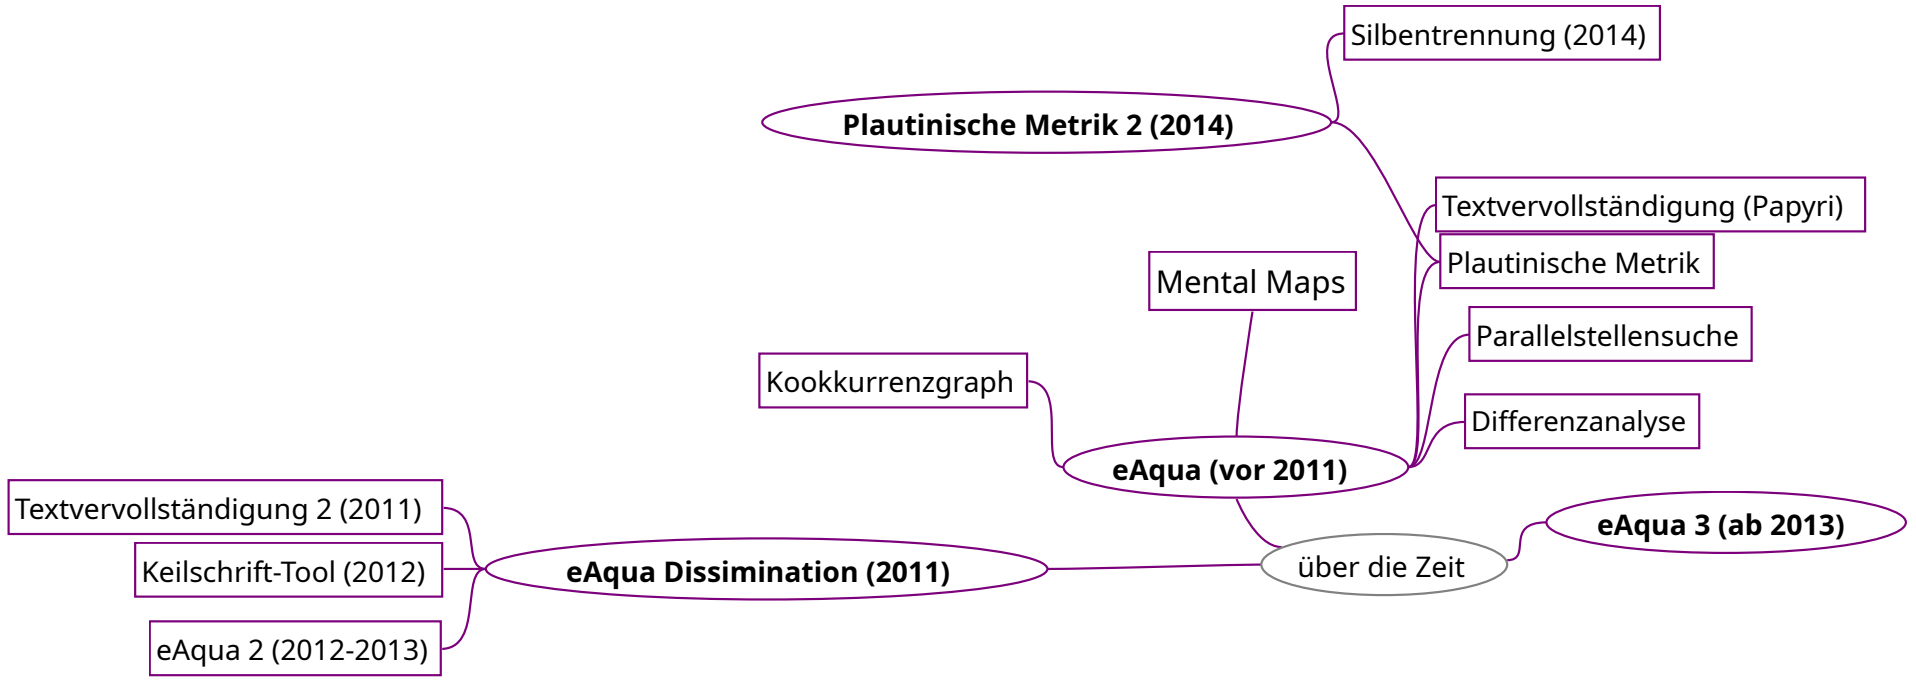 Silbentrennung (2014)
Plautinische Metrik 2 (2014)
Textvervollständigung (Papyri)
Plautinische Metrik
Mental Maps
Parallelstellensuche
Kookkurrenzgraph
Differenzanalyse
eAqua (vor 2011)
Textvervollständigung 2 (2011)
eAqua 3 (ab 2013)
über die Zeit
eAqua Dissimination (2011)
Keilschrift-Tool (2012)
eAqua 2 (2012-2013)